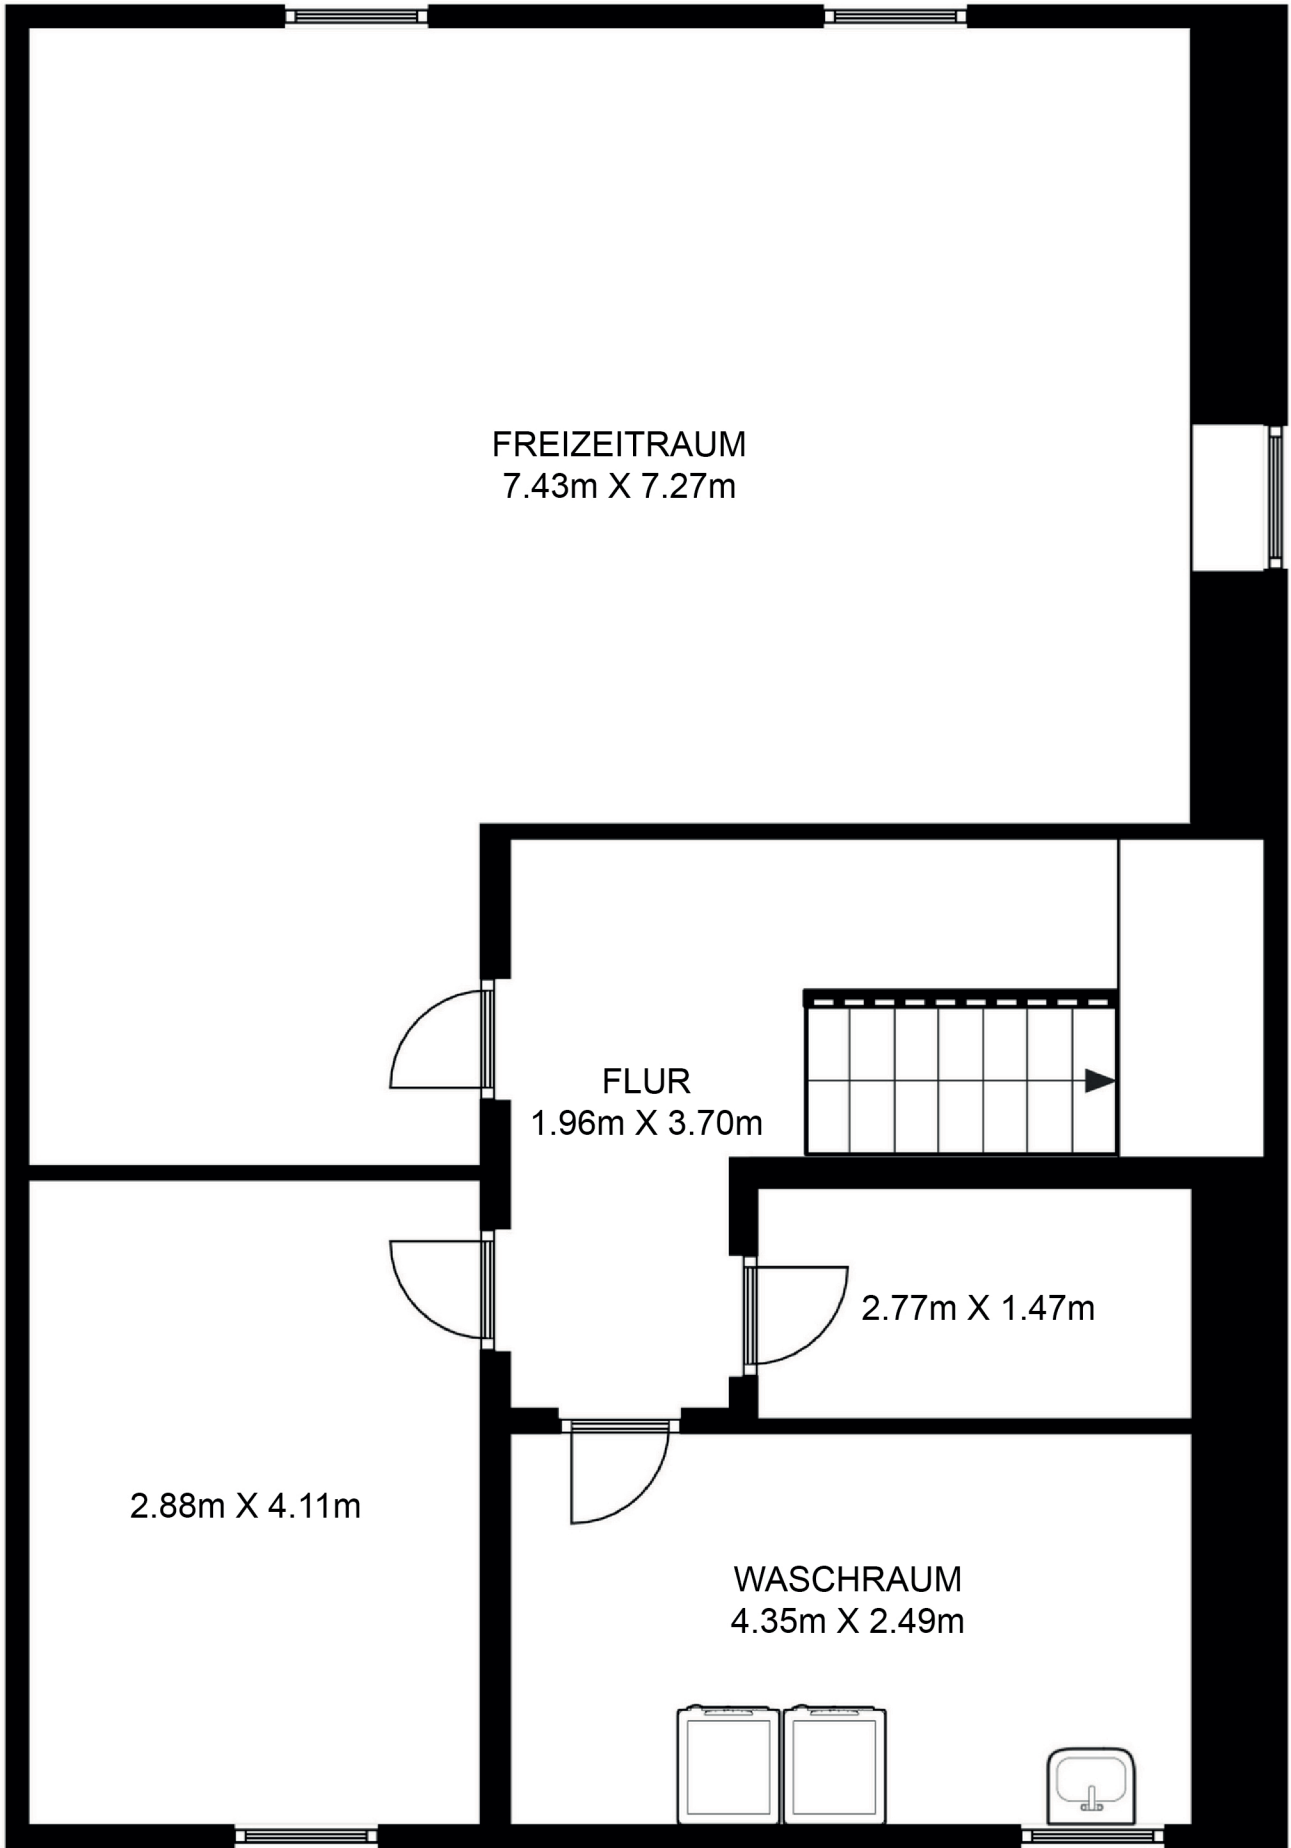 FREIZEITRAUM
7.43m X 7.27m
FLUR
1.96m X 3.70m
2.77m X 1.47m
2.88m X 4.11m
WASCHRAUM
4.35m X 2.49m